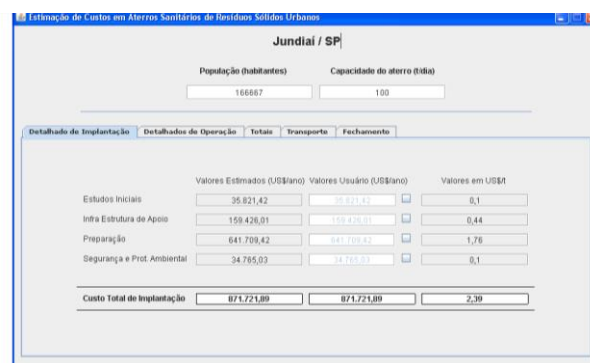 Estimação de Custos em Aterros Sanitários de Resíduos Sólidos Urbanos
Jundiaí / SP
População (habitantes) Capacidade do aterro (t/dia)
166667 100
Detalhado de Implantação Detalhados de Operação Totais Transporte Fechamento
Valores Estimados (US$/ano) Valores Usuário (US$/ano) Valores em US$/t
Estudos Iniciais 35.821,42 35.821,42 0,1
Infra Estrutura de Apois 159.426,01 159.426,01 0,44
Preparação 641.709,42 641.709,42 1,76
Segurança e Prot. Ambiental 34.765,03 34.765,03 0,1
Custo Total de Implantação 871.721,89 871.721,89 2,39